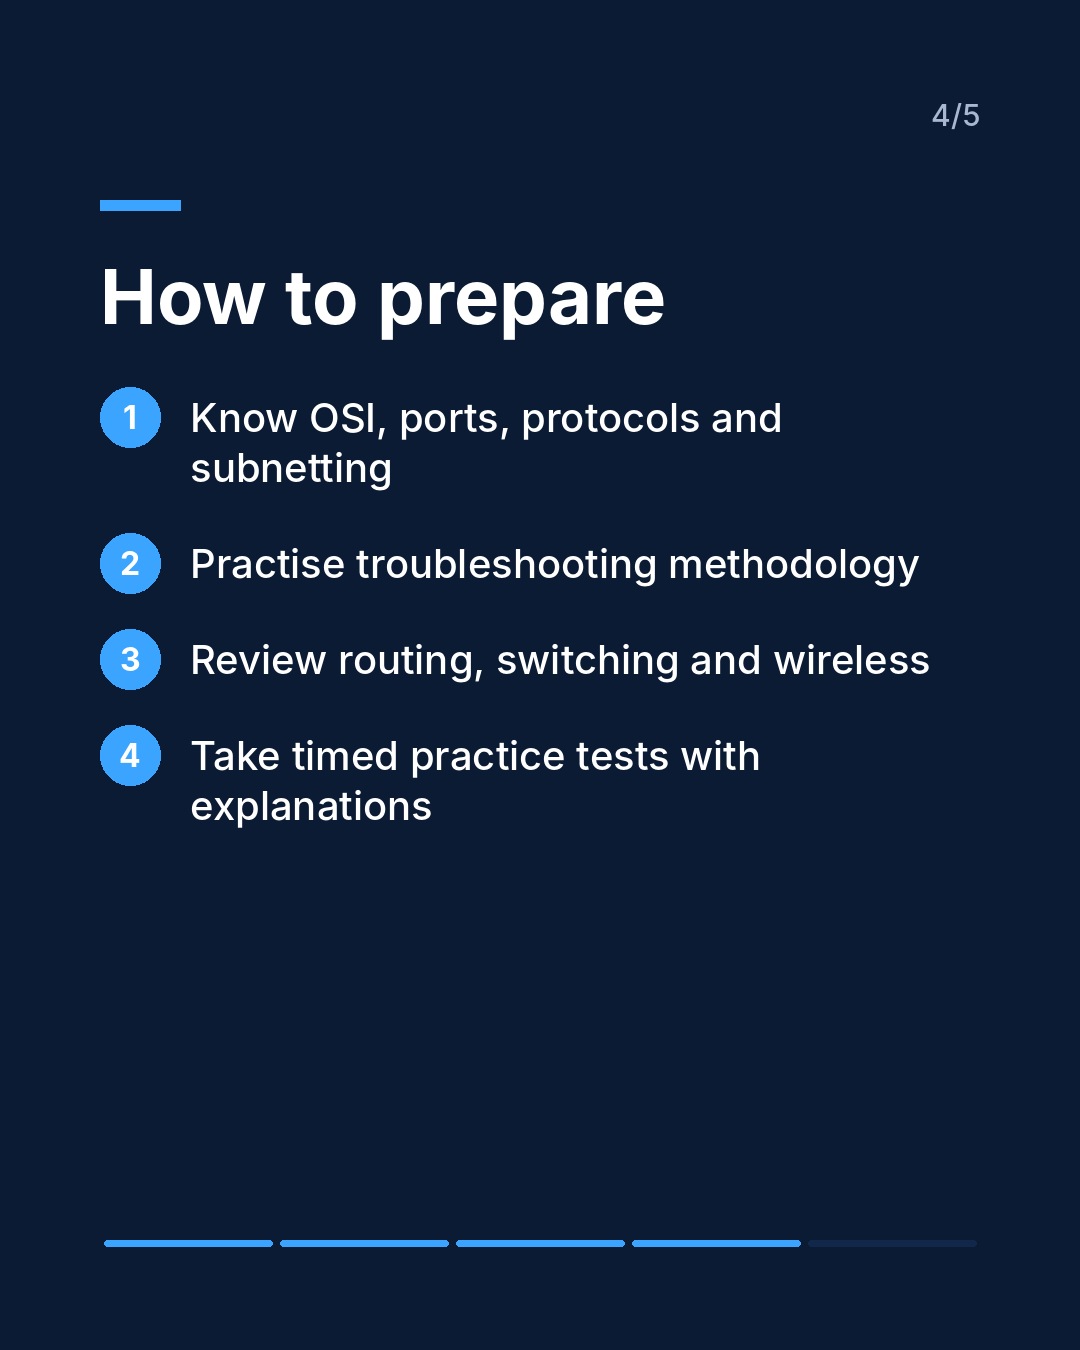 4/5
How to prepare
1 Know OSI, ports, protocols and
subnetting
2 Practise troubleshooting methodology
3 Review routing, switching and wireless
4 Take timed practice tests with
explanations